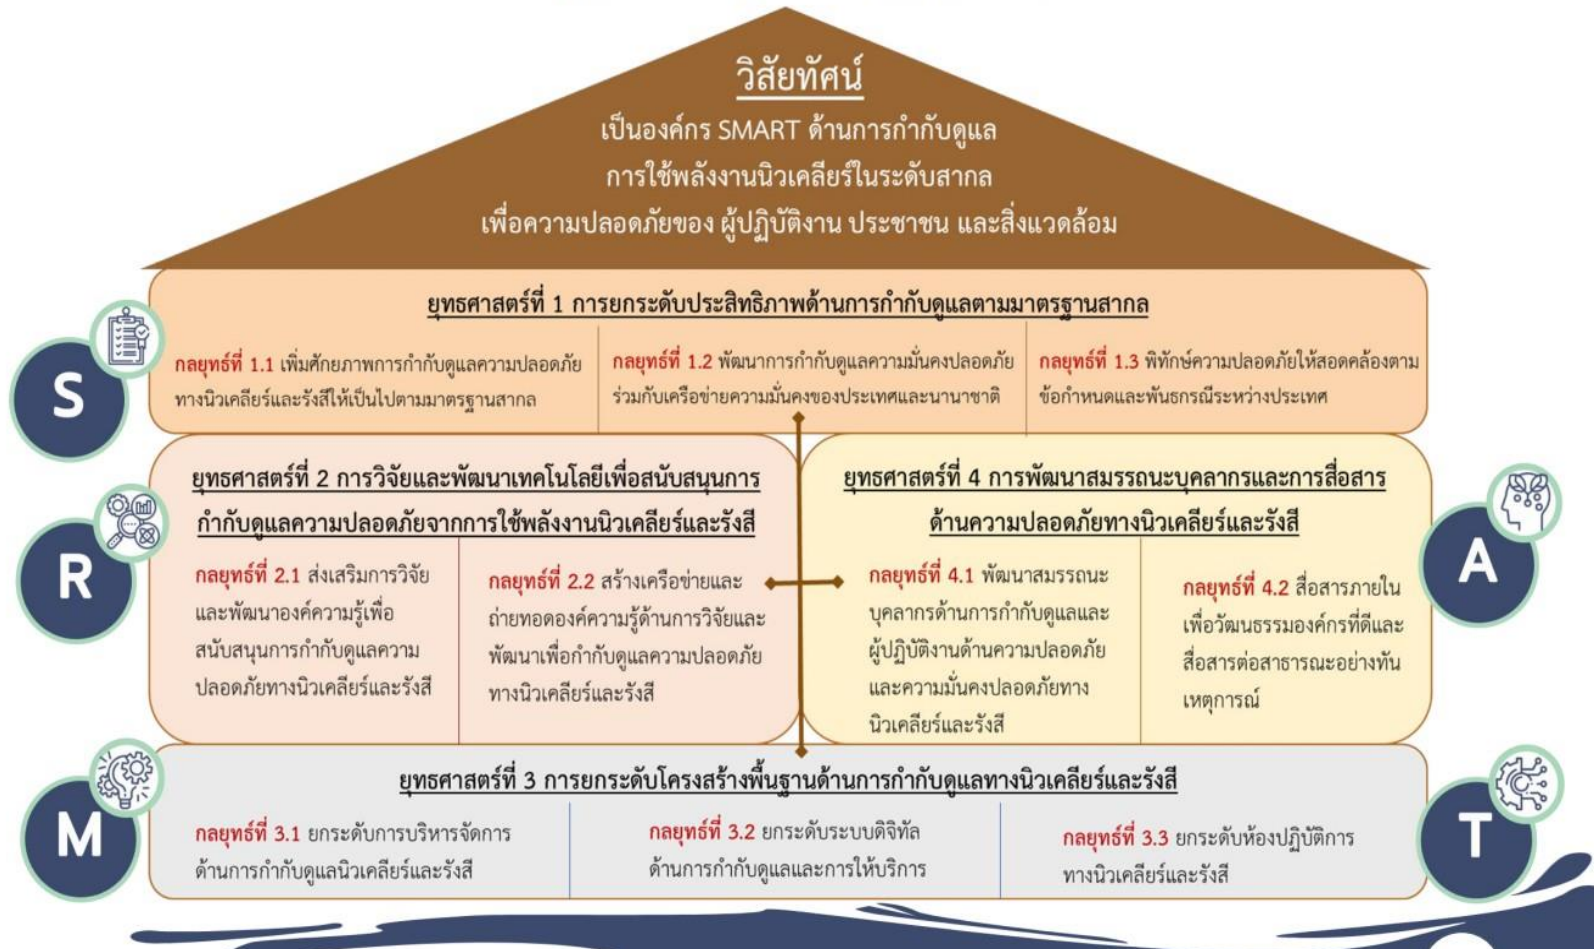 วิสัยทัศน์
เป็นองค์กร SMART ด้านการกำกับดูแล
การใช้พลังงานนิวเคลียร์ในระดับสากล
เพื่อความปลอดภัยของ ผู้ปฏิบัติงาน ประชาชน และสิ่งแวดล้อม
S
ยุทธศาสตร์ที่ 1 การยกระดับประสิทธิภาพด้านการกำกับดูแลตามมาตรฐานสากล
กลยุทธ์ที่ 1.1 เพิ่มศักยภาพการกำกับดูแลความปลอดภัย
ทางนิวเคลียร์และรังสีให้เป็นไปตามมาตรฐานสากล
กลยุทธ์ที่ 1.2 พัฒนาการกำกับดูแลความมั่นคงปลอดภัย
ร่วมกับเครือข่ายความมั่นคงของประเทศและนานาชาติ
กลยุทธ์ที่ 1.3 พิทักษ์ความปลอดภัยให้สอดคล้องตาม
ข้อกำหนดและพันธกรณีระหว่างประเทศ
R
ยุทธศาสตร์ที่ 2 การวิจัยและพัฒนาเทคโนโลยีเพื่อสนับสนุนการ
กำกับดูแลความปลอดภัยจากการใช้พลังงานนิวเคลียร์และรังสี
กลยุทธ์ที่ 2.1 ส่งเสริมการวิจัย
และพัฒนาองค์ความรู้เพื่อ
สนับสนุนการกำกับดูแลความ
ปลอดภัยทางนิวเคลียร์และรังสี
กลยุทธ์ที่ 2.2 สร้างเครือข่ายและ
ถ่ายทอดองค์ความรู้ด้านการวิจัยและ
พัฒนาเพื่อกำกับดูแลความปลอดภัย
ทางนิวเคลียร์และรังสี
ยุทธศาสตร์ที่ 4 การพัฒนาสมรรถนะบุคลากรและการสื่อสาร
ด้านความปลอดภัยทางนิวเคลียร์และรังสี
กลยุทธ์ที่ 4.1 พัฒนาสมรรถนะ
บุคลากรด้านการกำกับดูแลและ
ผู้ปฏิบัติงานด้านความปลอดภัย
และความมั่นคงปลอดภัยทาง
นิวเคลียร์และรังสี
กลยุทธ์ที่ 4.2 สื่อสารภายใน
เพื่อวัฒนธรรมองค์กรที่ดีและ
สื่อสารต่อสาธารณะอย่างทัน
เหตุการณ์
A
M
ยุทธศาสตร์ที่ 3 การยกระดับโครงสร้างพื้นฐานด้านการกำกับดูแลทางนิวเคลียร์และรังสี
กลยุทธ์ที่ 3.1 ยกระดับการบริหารจัดการ
ด้านการกำกับดูแลนิวเคลียร์และรังสี
กลยุทธ์ที่ 3.2 ยกระดับระบบดิจิทัล
ด้านการกำกับดูแลและการให้บริการ
กลยุทธ์ที่ 3.3 ยกระดับห้องปฏิบัติการ
ทางนิวเคลียร์และรังสี
T